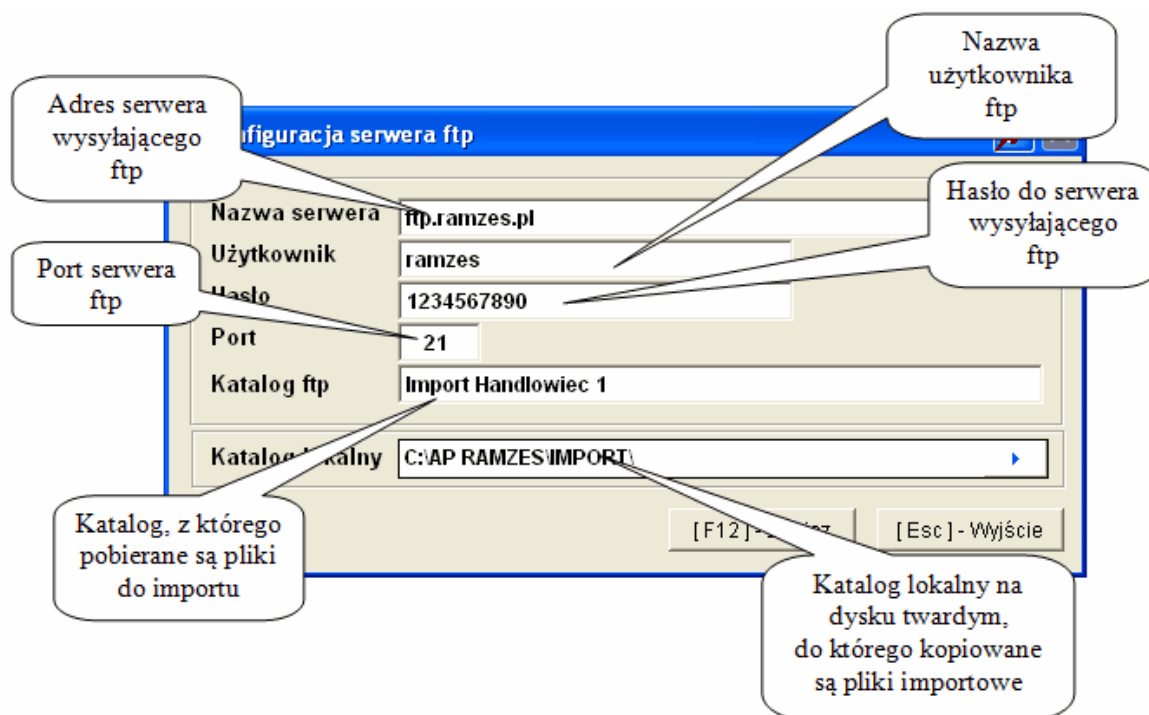 Nazwa
użytkownika
ftp
Adres serwera
wysyłającego
ftp
nfiguracja serwera ftp
Hasło do serwera
wysyłającego
ftp
Nazwa serwera ftp.ramzes.pl
Użytkownik ramzes
Port serwera
ftp
Hasło 1234567890
Port 21
Katalog ftp Import Handlowiec 1
Katalog lokalny C:\AP RAMZES\IMPORT\
[F12] -
[Esc] - Wyjście
Katalog, z którego
pobierane są pliki
do importu
Katalog lokalny na
dysku twardym,
do którego kopiowane
są pliki importowe